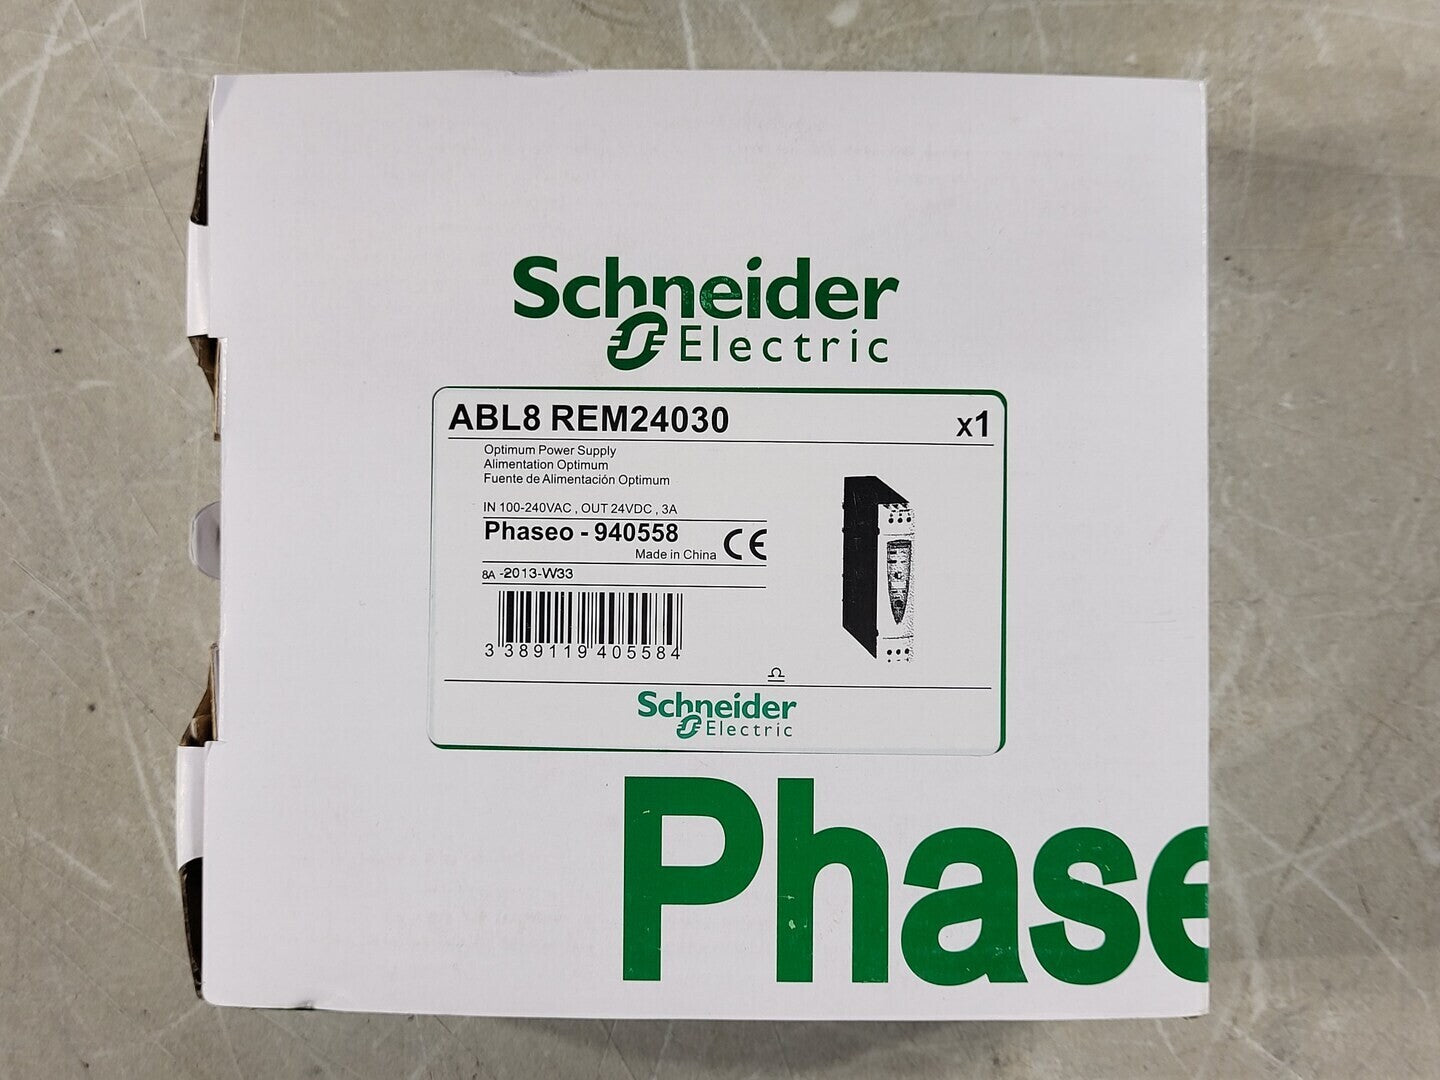 Schneider
Electric
ABL8 REM24030 x1
Optimum Power Supply
Alimentation Optimum
Fuente de Alimentación Optimum
IN 100-240VAC , OUT 24VDC , 3A
Phaseo - 940558
Made in China CE
8A -2013-W33
3 389119 405584
Schneider
Electric
Phase